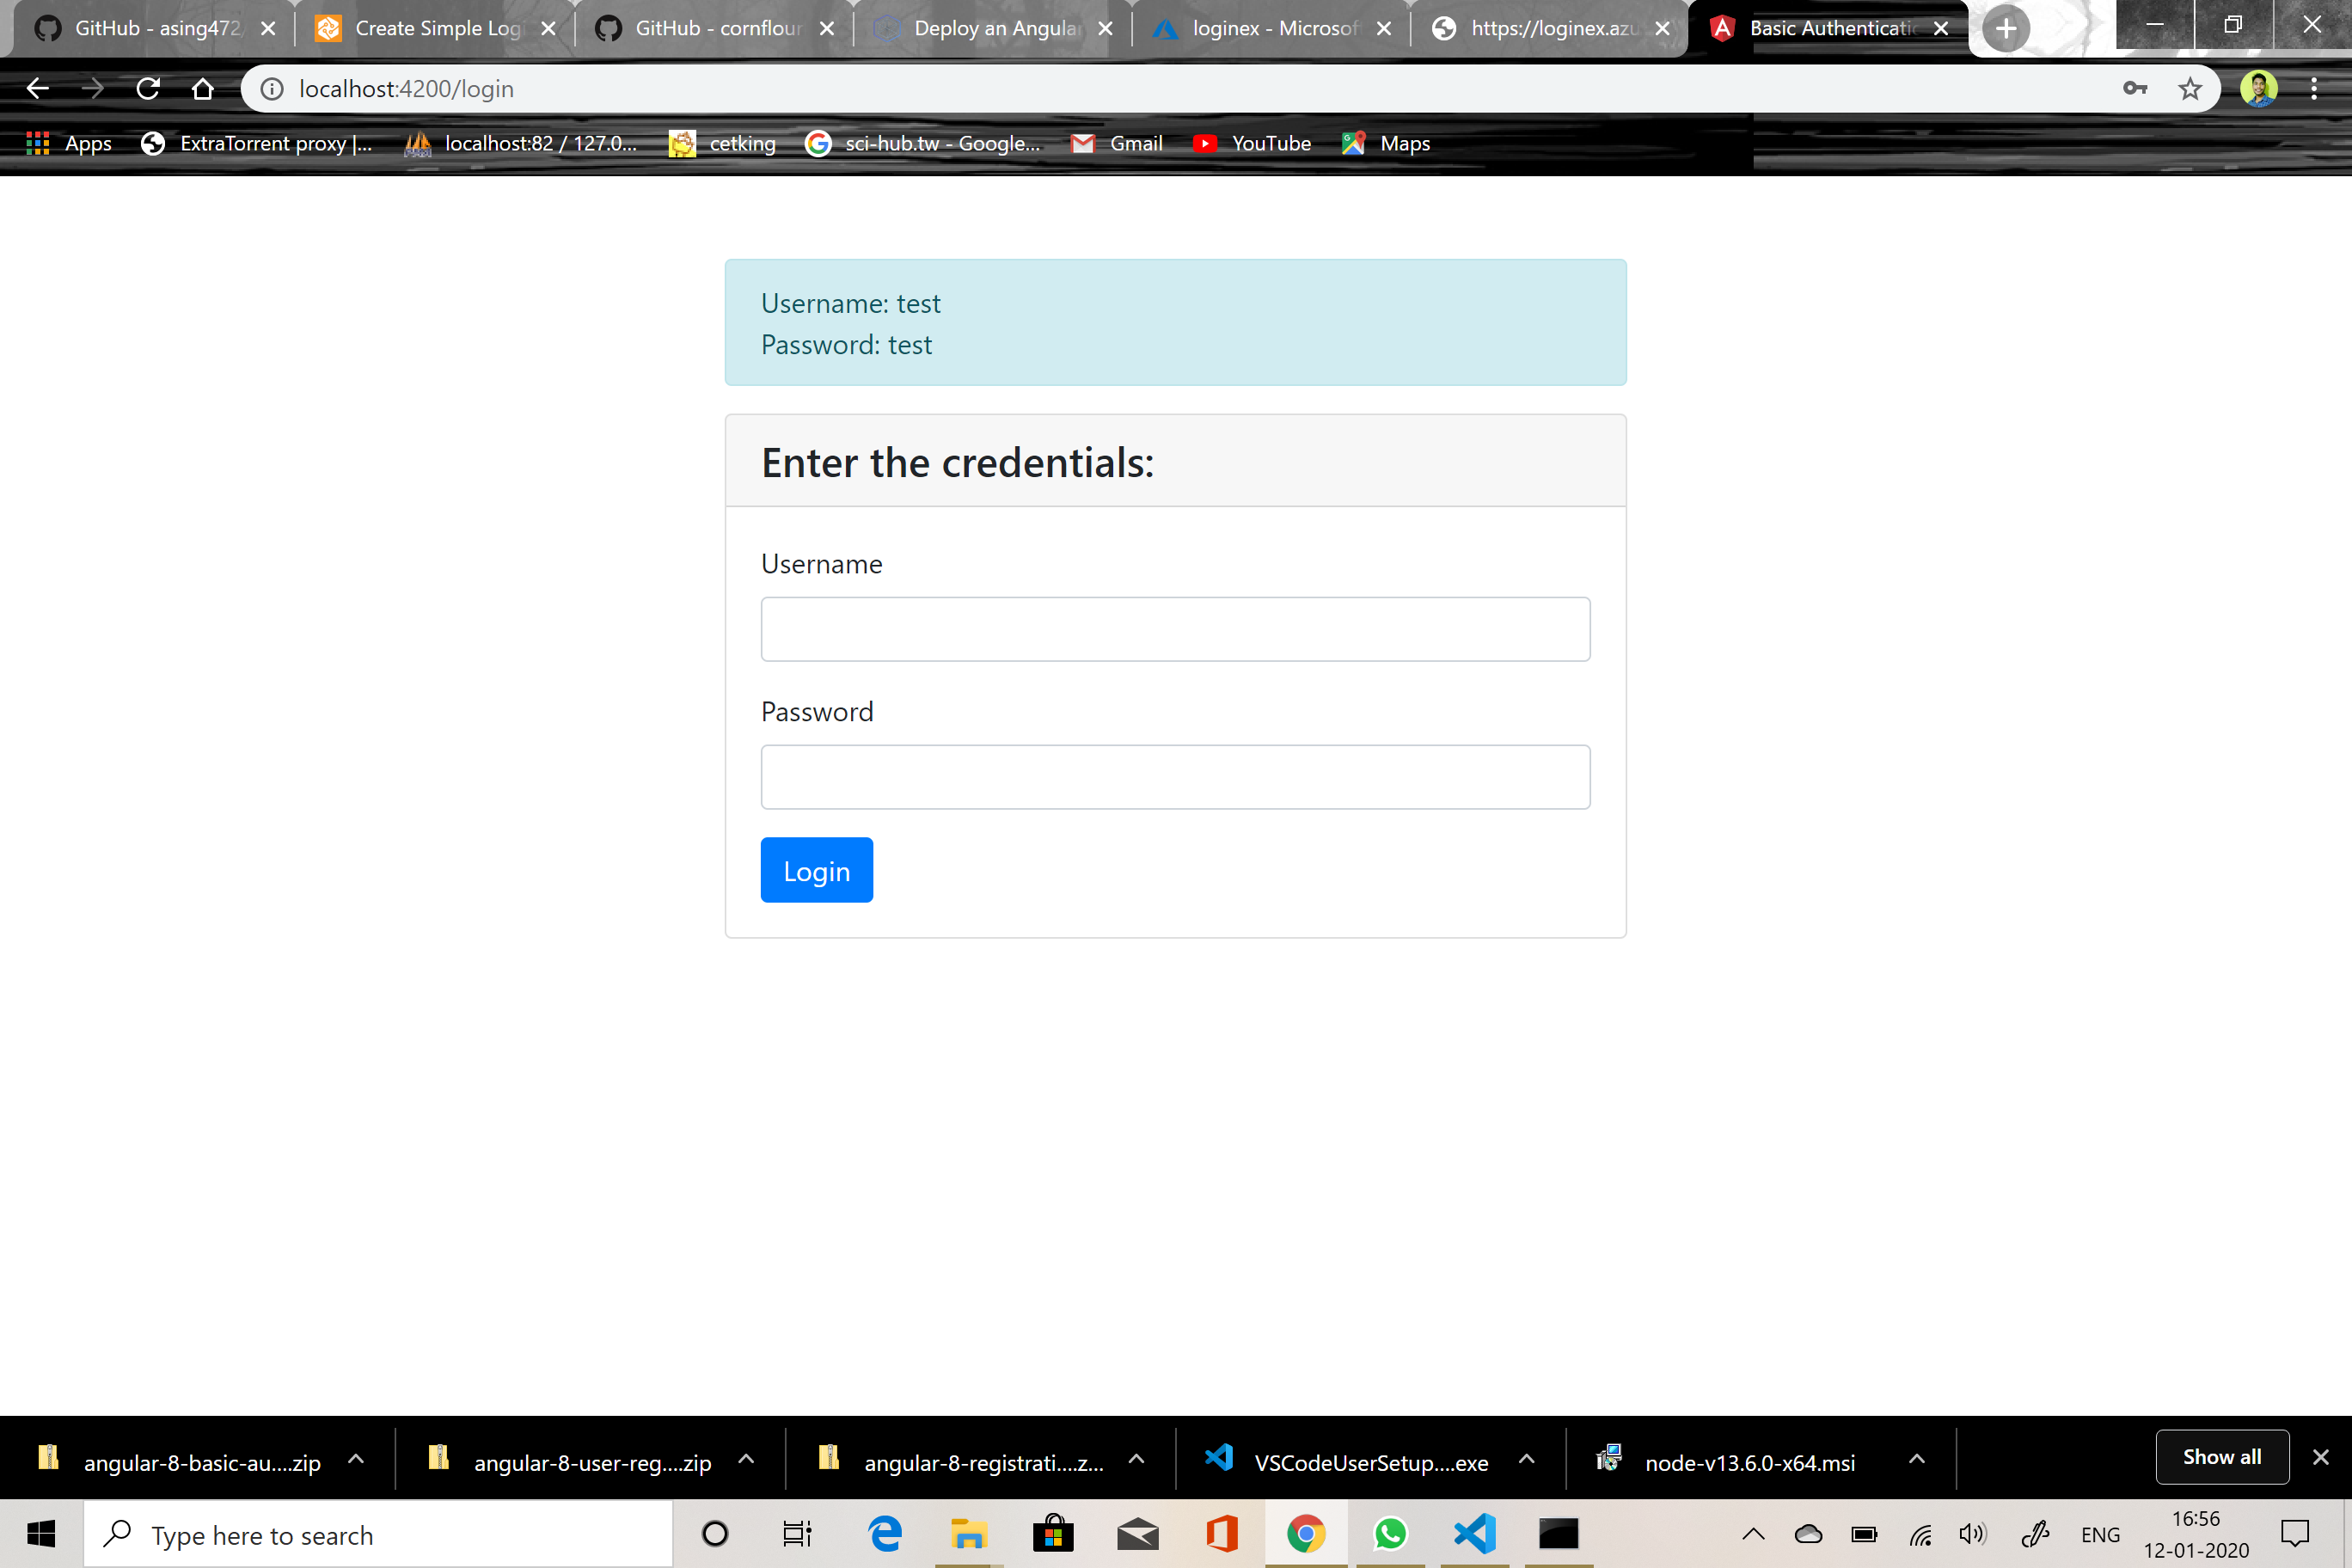 GitHub - asing472
Create Simple Logi
GitHub - cornflour
Deploy an Angular
loginex - Microsof
https://loginex.azu
Basic Authenticatio
localhost:4200/login
Apps
ExtraTorrent proxy |...
localhost:82 / 127.0...
cetking
sci-hub.tw - Google...
Gmail
YouTube
Maps
Username: test
Password: test
Enter the credentials:
Username
Password
Login
angular-8-basic-au....zip
angular-8-user-reg....zip
angular-8-registrati....z...
VSCodeUserSetup....exe
node-v13.6.0-x64.msi
Show all
Type here to search
ENG
16:56
12-01-2020